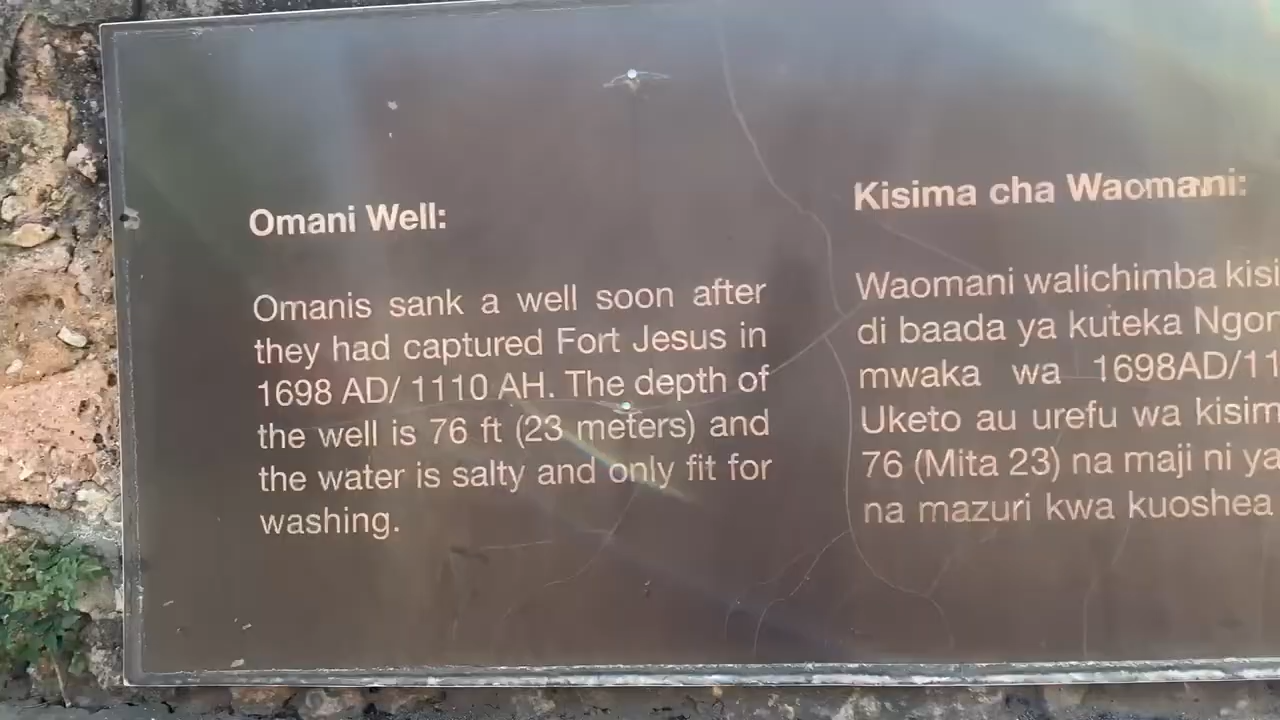 Omani Well:
Omanis sank a well soon after
they had captured Fort Jesus in
1698 AD/ 1110 AH. The depth of
the well is 76 ft (23 meters) and
the water is salty and only fit for
washing.
Kisima cha Waomani:
Waomani walichimba
di baada ya kuteka
mwaka wa 1698AD/11
Uketo au urefu wa
76 (Mita 23) na maji ni
na mazuri kwa kuoshea